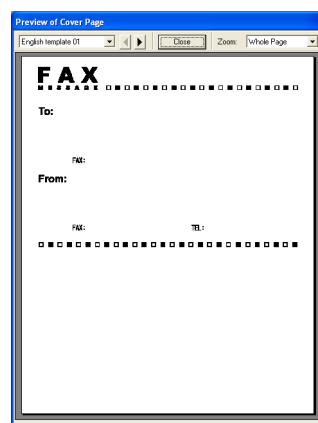 Preview of Cover Page
English template 01 Close Zoom: Whole Page
FAX
MESSAGE
To:
FAX:
From:
FAX: TEL: